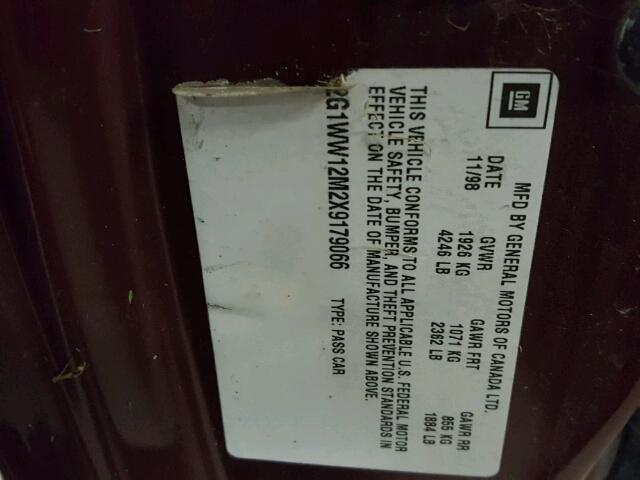 GM
MFD BY GENERAL MOTORS OF CANADA LTD.
DATE GVWR GAWR FRT GAWR RR
11/98 1926 KG 1071 KG 855 KG
4246 LB 2362 LB 1884 LB
THIS VEHICLE CONFORMS TO ALL APPLICABLE U.S. FEDERAL MOTOR
VEHICLE SAFETY, BUMPER, AND THEFT PREVENTION STANDARDS IN
EFFECT ON THE DATE OF MANUFACTURE SHOWN ABOVE.
2G1WW12M2X9179066 TYPE: PASS CAR